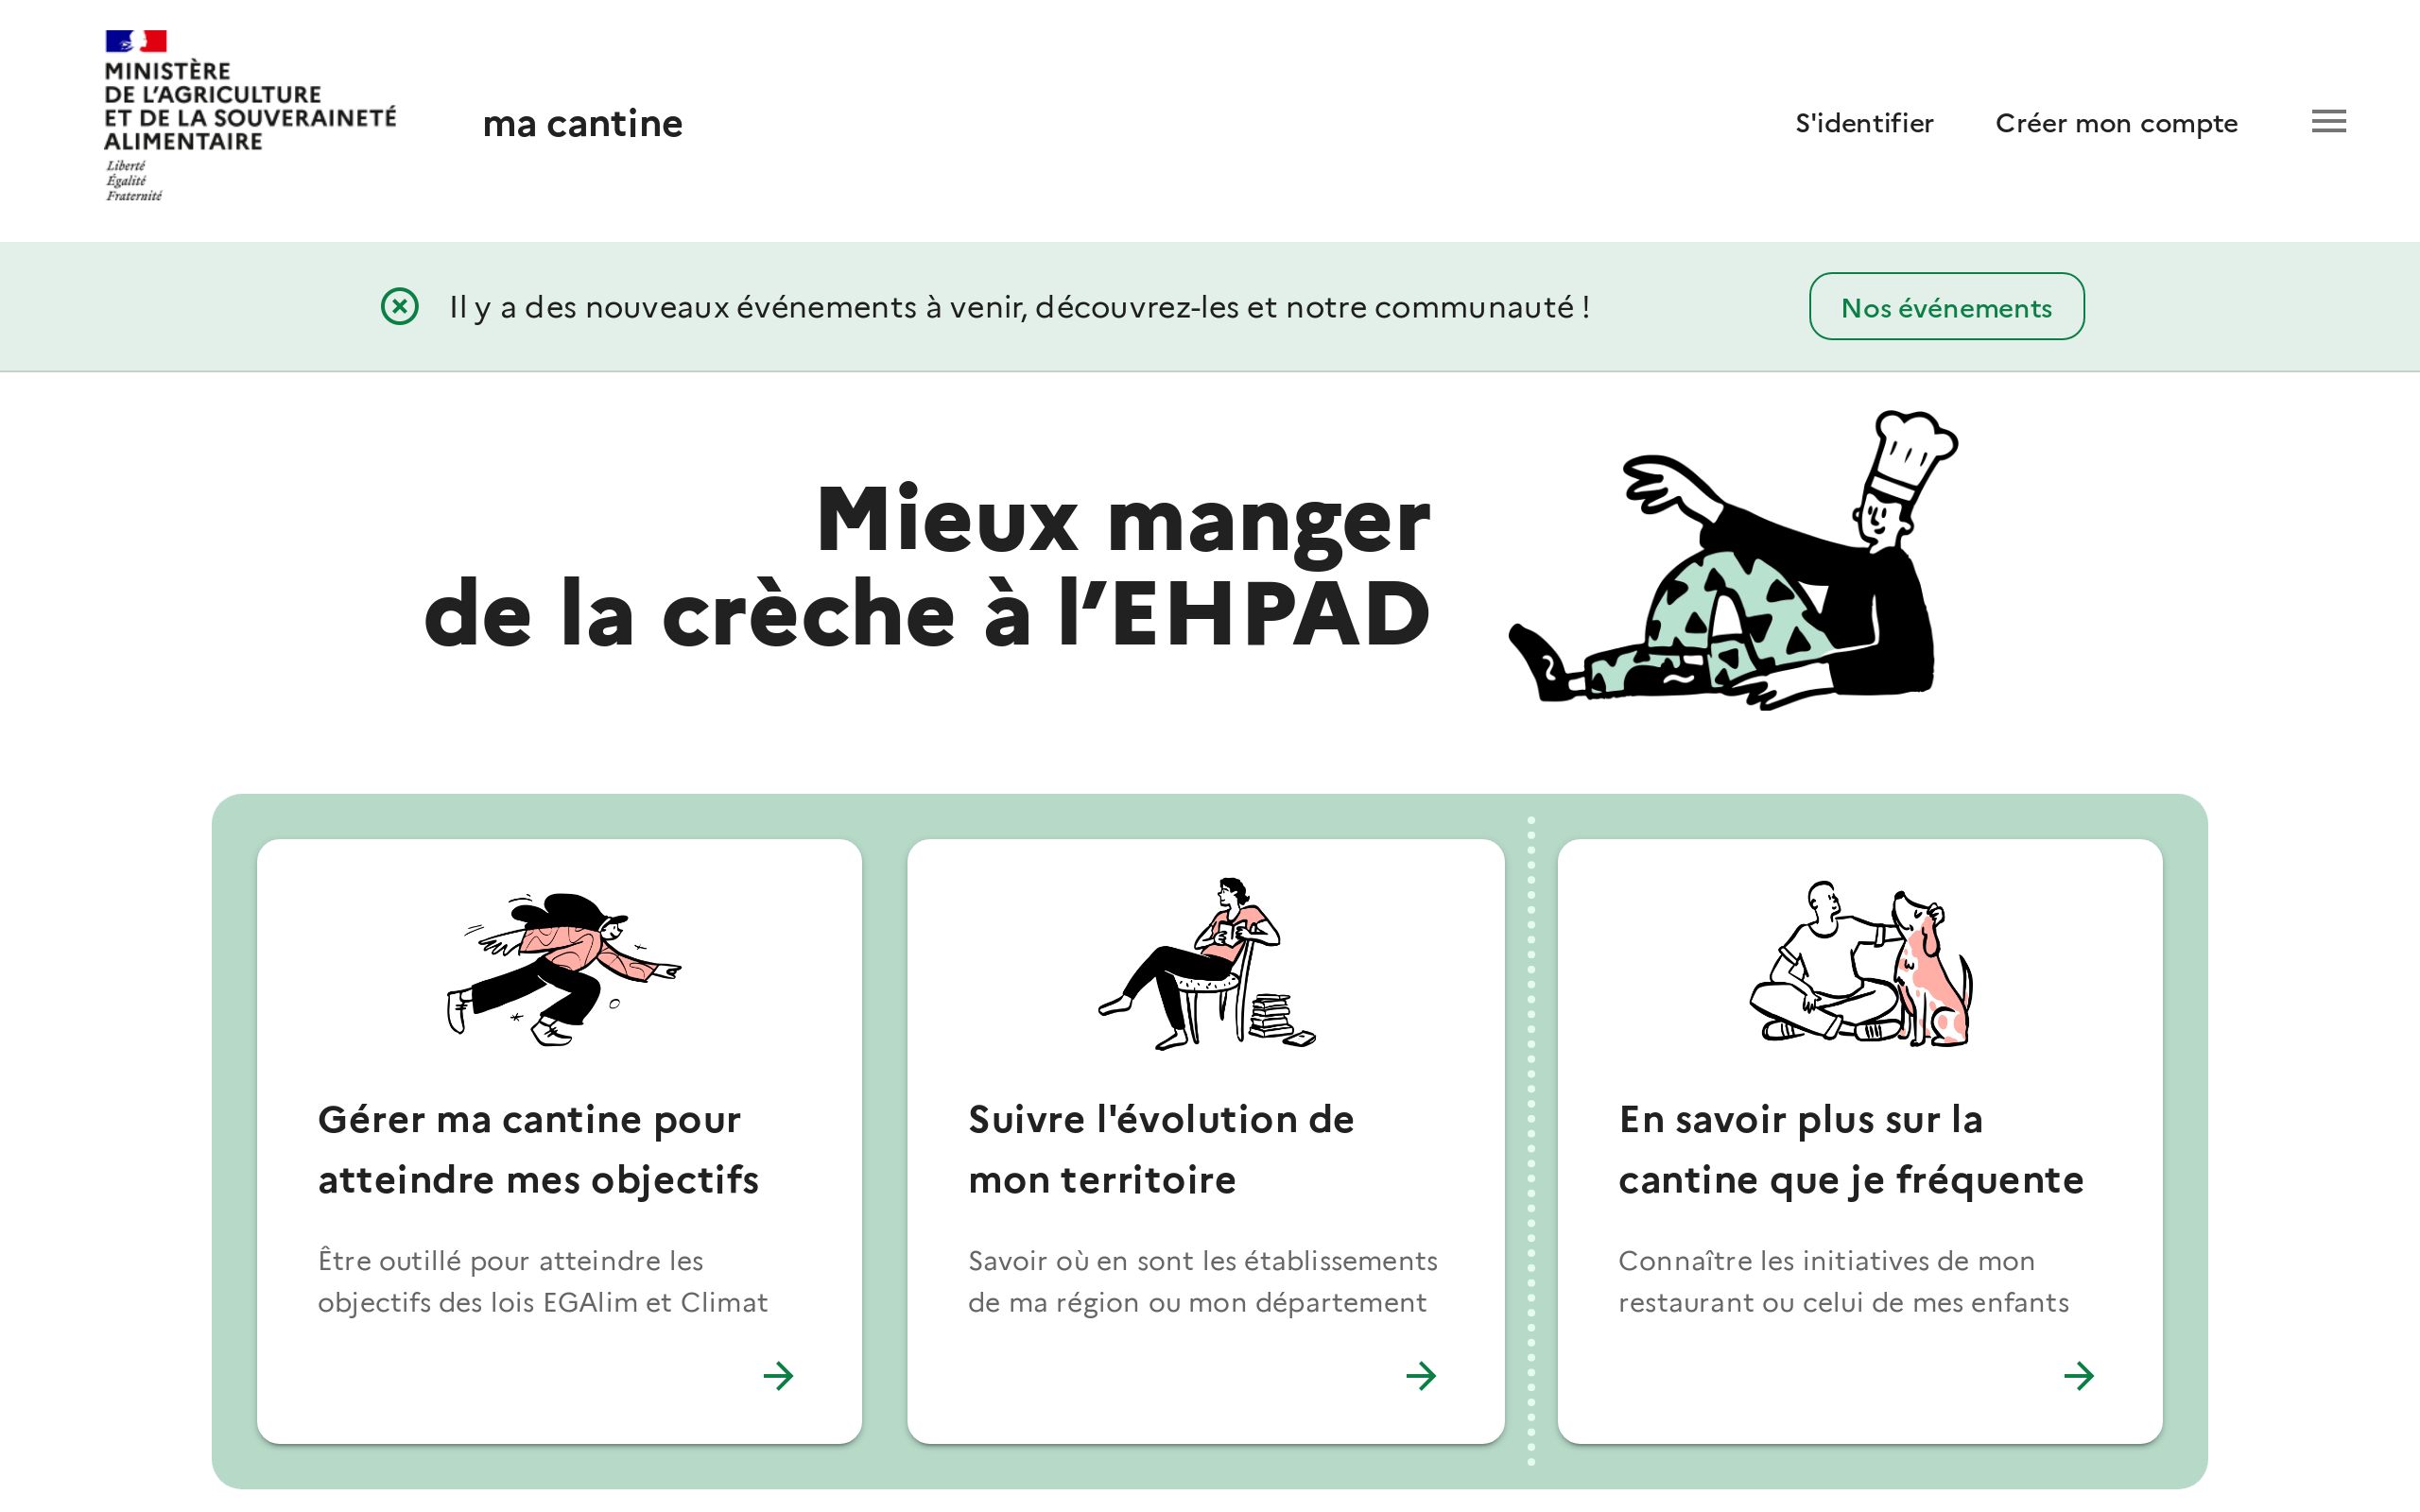 MINISTÈRE
DE L'AGRICULTURE
ET DE LA SOUVERAINETÉ
ALIMENTAIRE
Liberté
Égalité
Fraternité
ma cantine
S'identifier
Créer mon compte
Il y a des nouveaux événements à venir, découvrez-les et notre communauté !
Nos événements
Mieux manger
de la crèche à l’EHPAD
Gérer ma cantine pour
atteindre mes objectifs
Être outillé pour atteindre les
objectifs des lois EGAlim et Climat
Suivre l'évolution de
mon territoire
Savoir où en sont les établissements
de ma région ou mon département
En savoir plus sur la
cantine que je fréquente
Connaître les initiatives de mon
restaurant ou celui de mes enfants